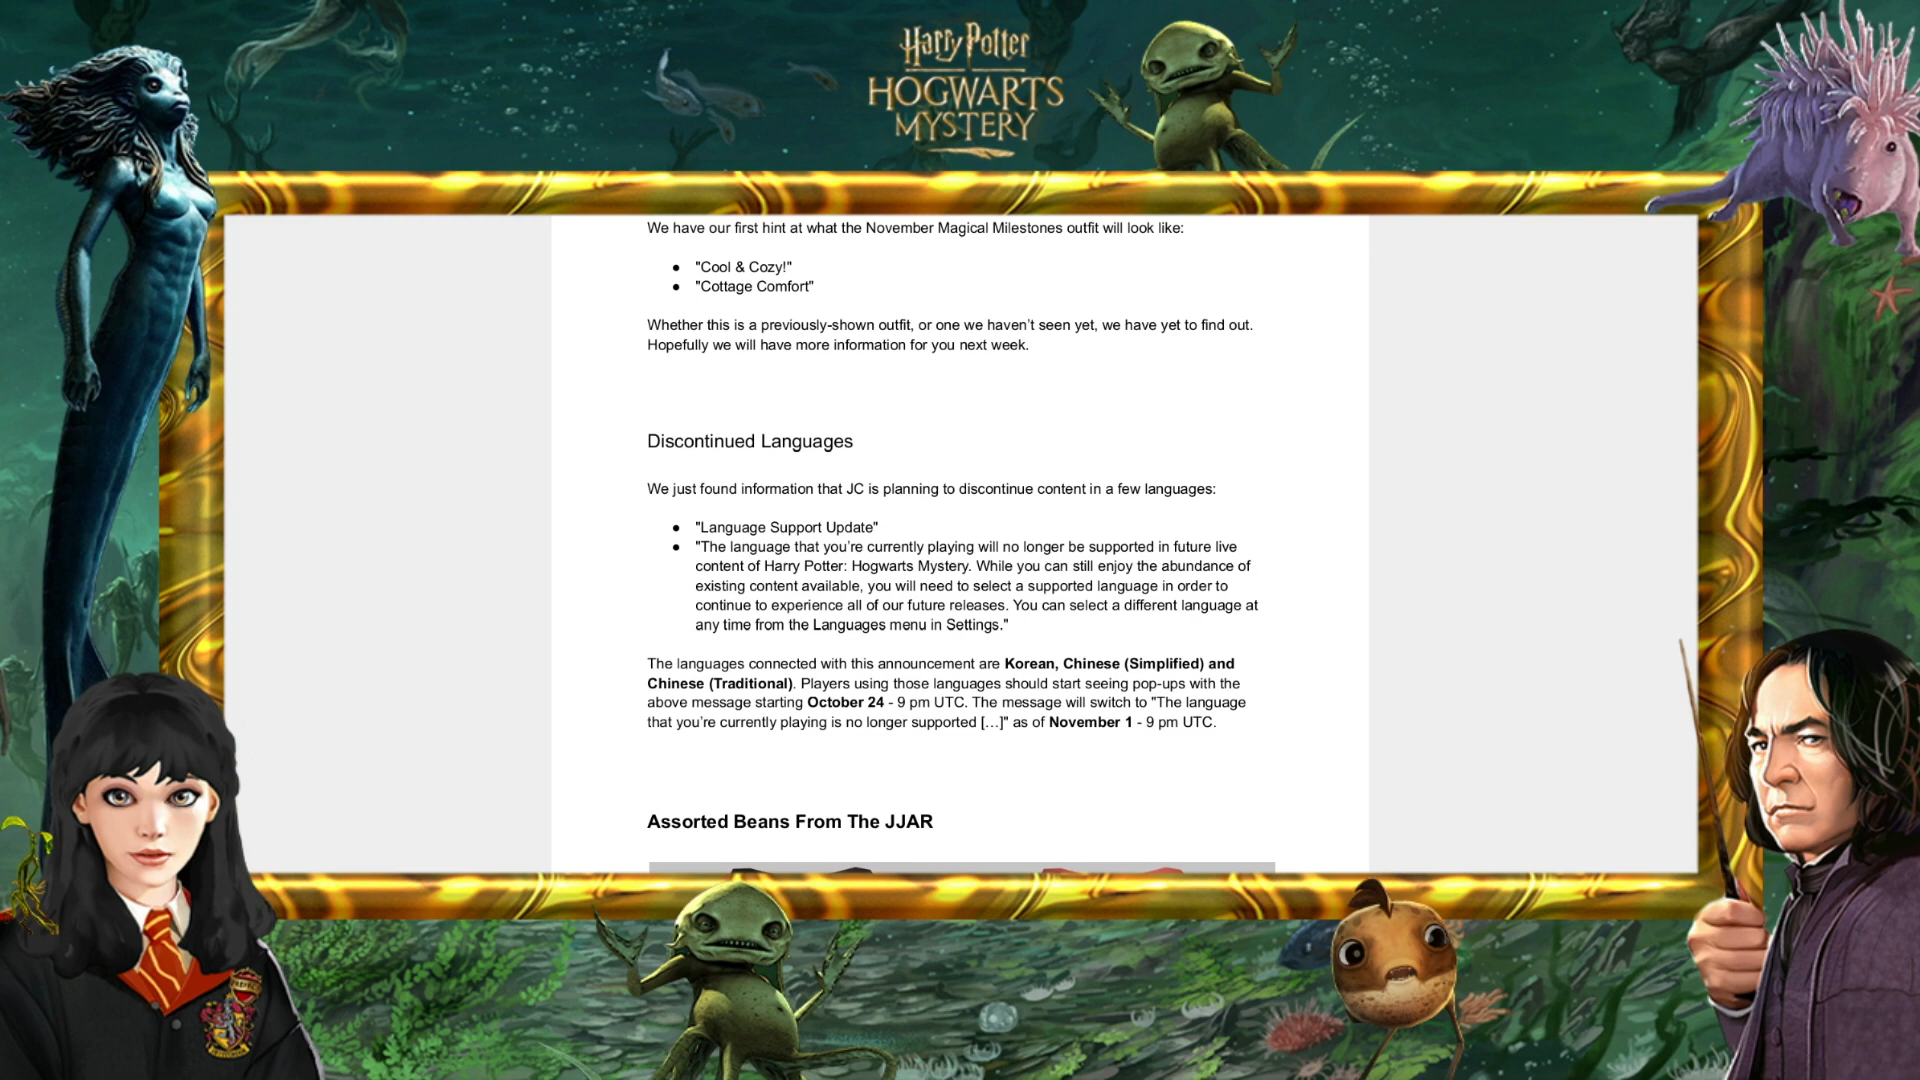 Harry Potter
HOGWARTS
MYSTERY
We have our first hint at what the November Magical Milestones outfit will look like:
● "Cool & Cozy!"
● "Cottage Comfort"
Whether this is a previously-shown outfit, or one we haven't seen yet, we have yet to find out.
Hopefully we will have more information for you next week.
Discontinued Languages
We just found information that JC is planning to discontinue content in a few languages:
● "Language Support Update"
● "The language that you're currently playing will no longer be supported in future live
content of Harry Potter: Hogwarts Mystery. While you can still enjoy the abundance of
existing content available, you will need to select a supported language in order to
continue to experience all of our future releases. You can select a different language at
any time from the Languages menu in Settings."
The languages connected with this announcement are Korean, Chinese (Simplified) and
Chinese (Traditional). Players using those languages should start seeing pop-ups with the
above message starting October 24 - 9 pm UTC. The message will switch to "The language
that you're currently playing is no longer supported […]" as of November 1 - 9 pm UTC.
Assorted Beans From The JJAR
PREFECT